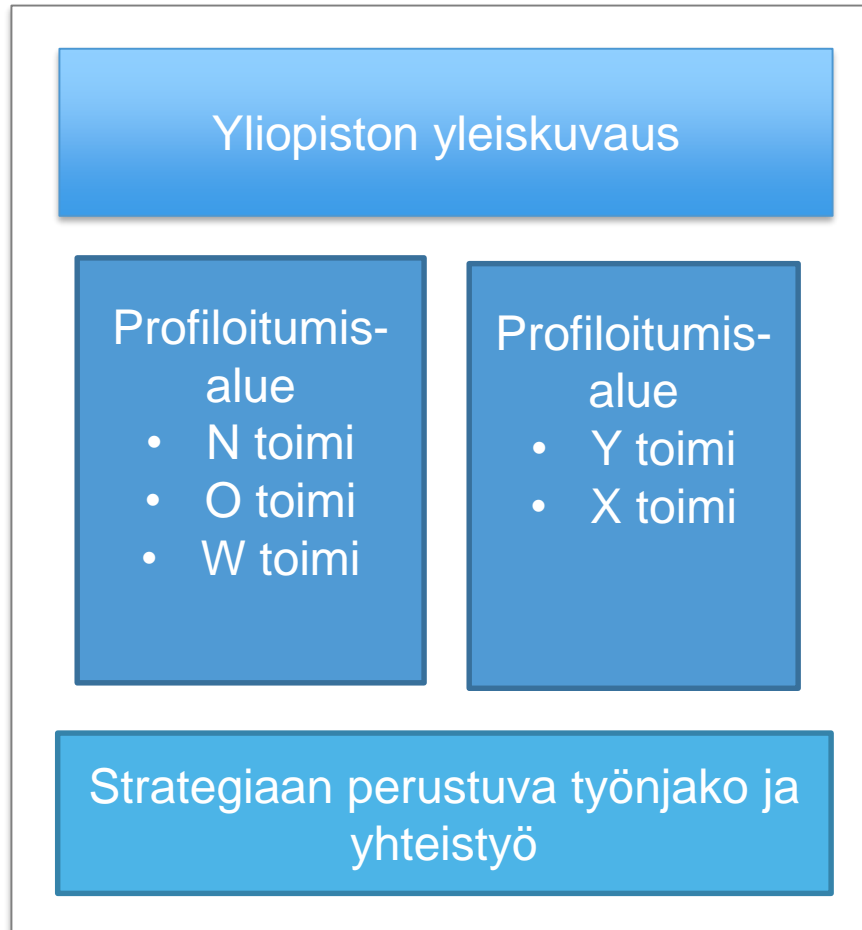 Yliopiston yleiskuvaus
Profiloitumis-
alue
• N toimi
• O toimi
• W toimi
Profiloitumis-
alue
• Y toimi
• X toimi
Strategiaan perustuva työnjako ja
yhteistyö